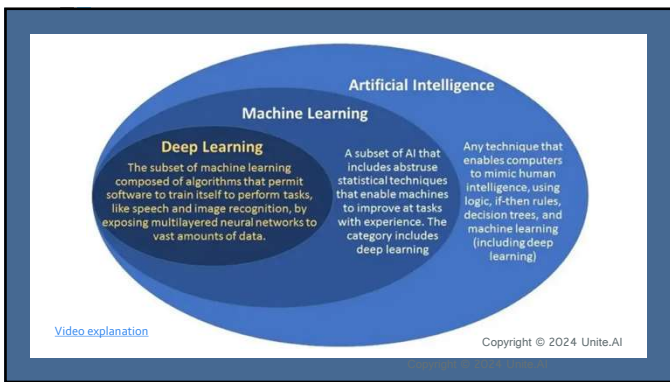 Artificial Intelligence
Machine Learning
Deep Learning
The subset of machine learning
composed of algorithms that permit
software to train itself to perform tasks,
like speech and image recognition, by
exposing multilayered neural networks to
vast amounts of data.
A subset of AI that
includes abstruse
statistical techniques
that enable machines
to improve at tasks
with experience. The
category includes
deep learning
Any technique that
enables computers
to mimic human
intelligence, using
logic, if-then rules,
decision trees, and
machine learning
(including deep
learning)
Video explanation
Copyright © 2024 Unite.AI
Copyright © 2024 Unite.AI